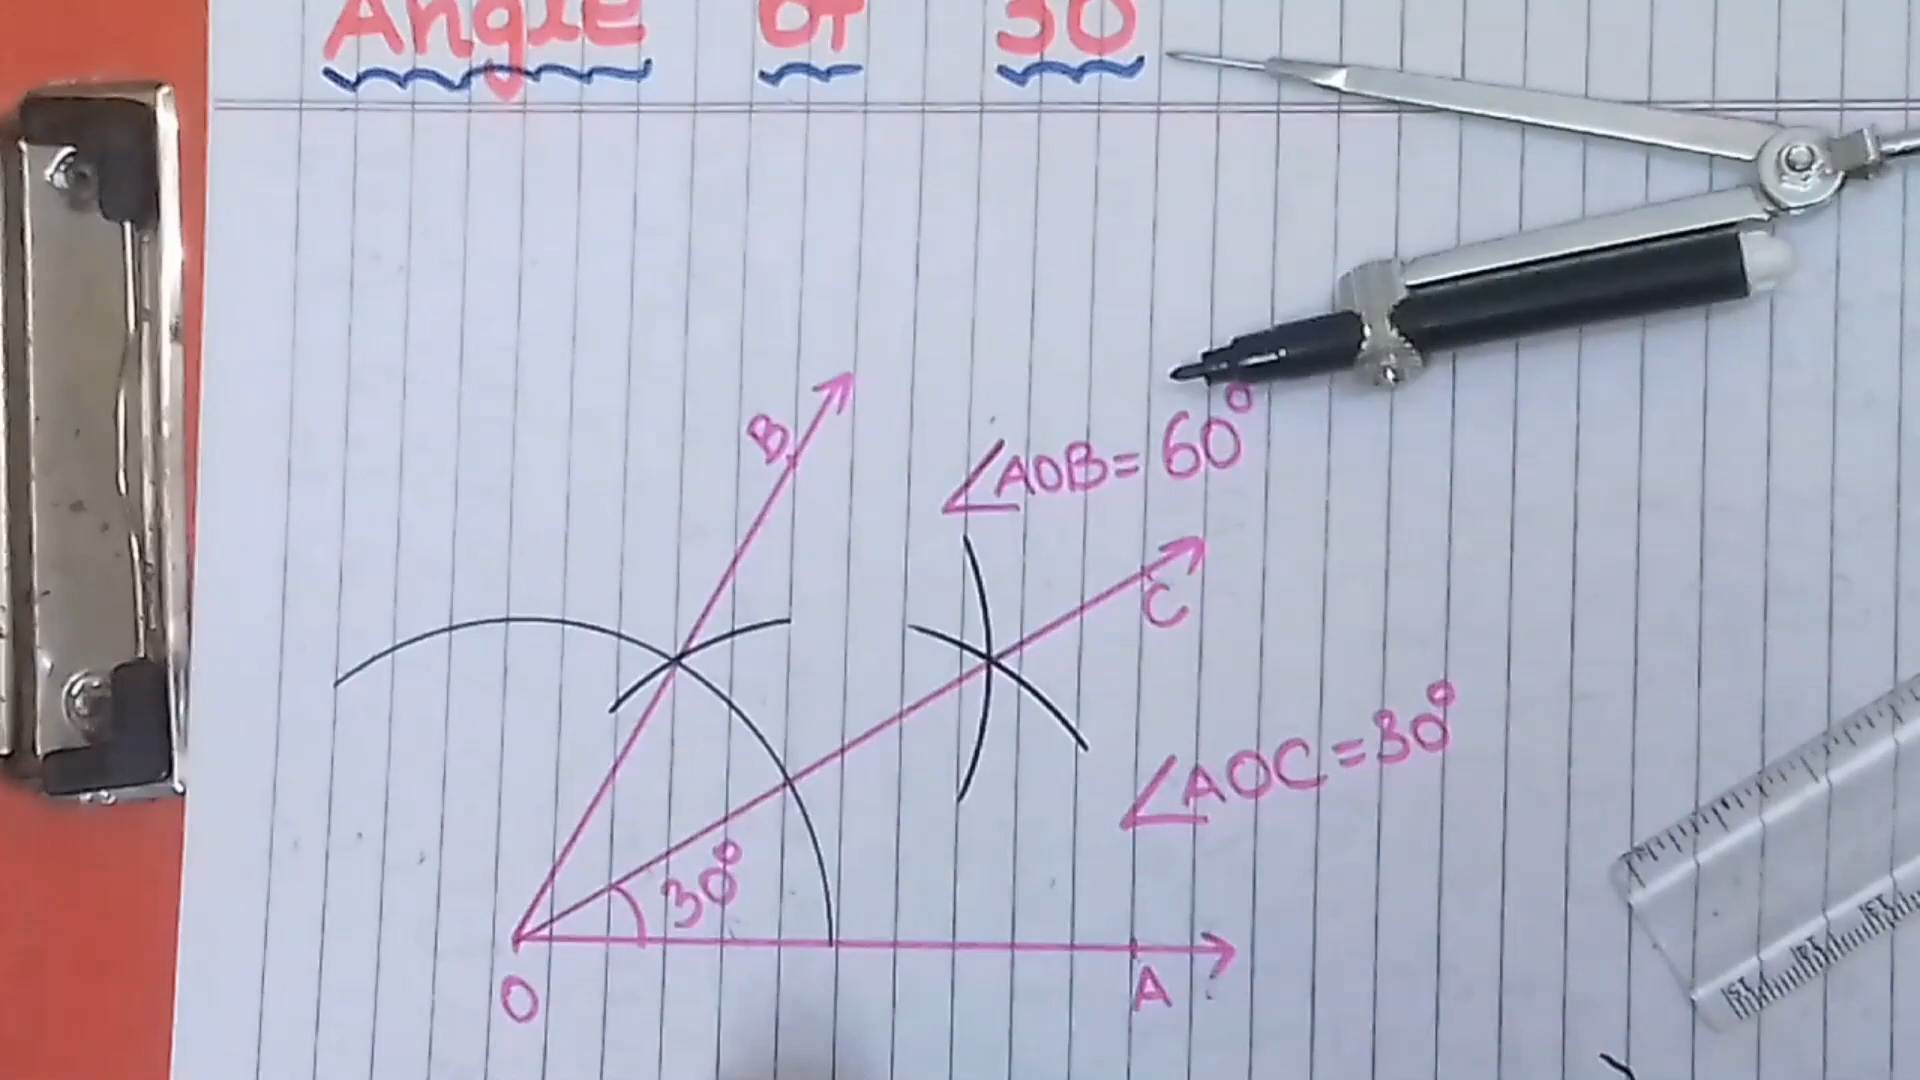 Angle of 30
B
∠AOB = 60°
C
∠AOC = 30°
30°
O
A